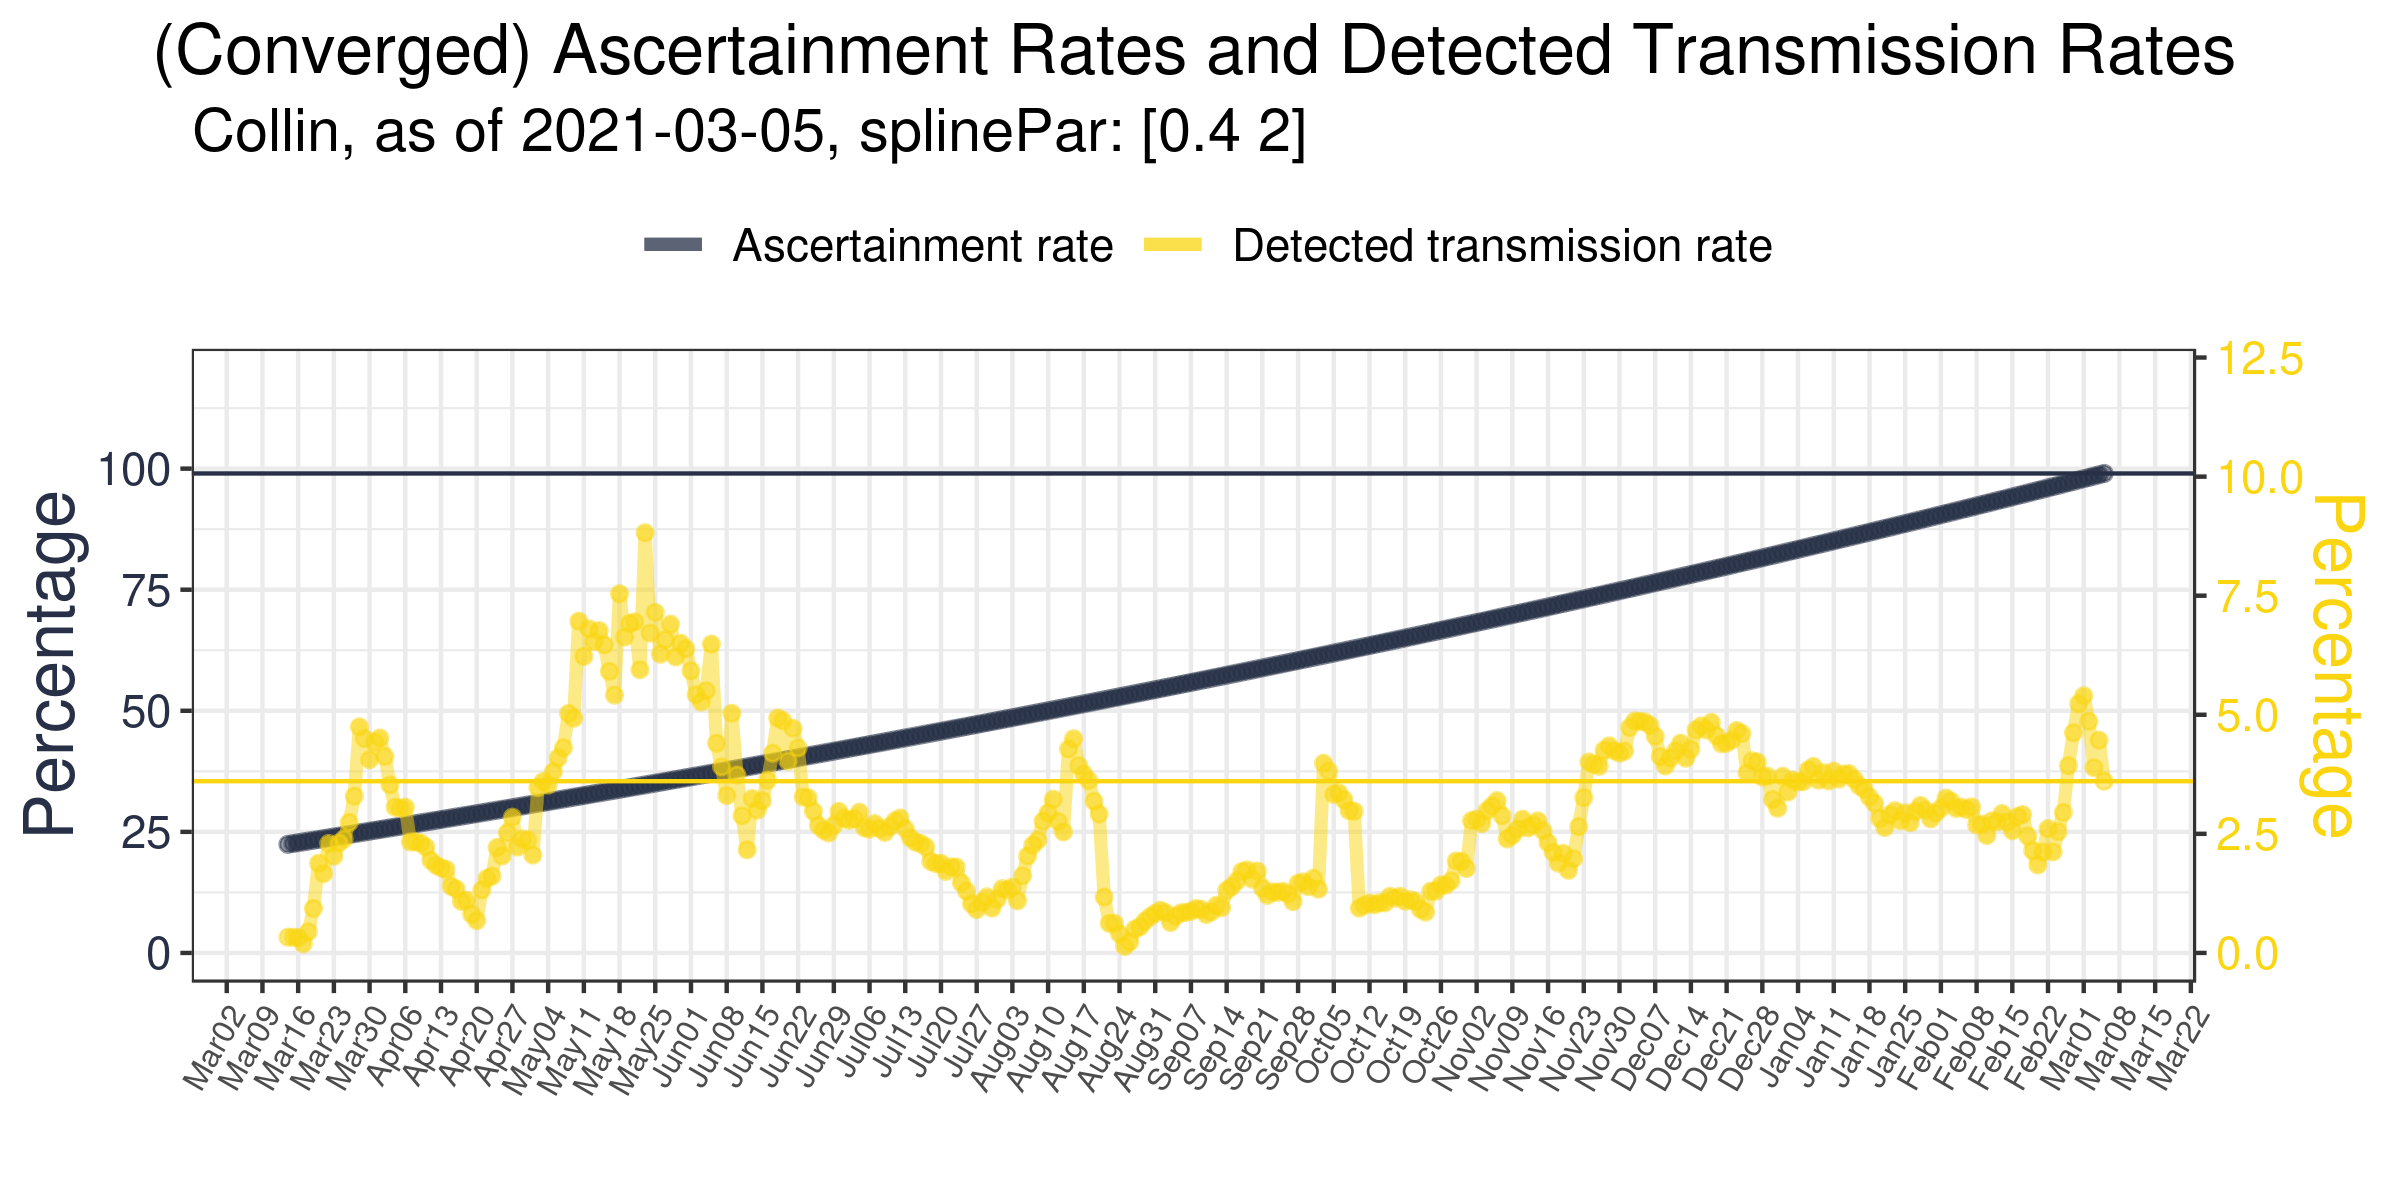 (Converged) Ascertainment Rates and Detected Transmission Rates
Collin, as of 2021-03-05, splinePar: [0.4 2]
Ascertainment rate
Detected transmission rate
Percentage
100
75
50
25
0
12.5
10.0
7.5
5.0
2.5
0.0
Percentage
Mar02
Mar09
Mar16
Mar23
Mar30
Apr06
Apr13
Apr20
Apr27
May04
May11
May18
May25
Jun01
Jun08
Jun15
Jun22
Jun29
Jul06
Jul13
Jul20
Jul27
Aug03
Aug10
Aug17
Aug24
Aug31
Sep07
Sep14
Sep21
Sep28
Oct05
Oct12
Oct19
Oct26
Nov02
Nov09
Nov16
Nov23
Nov30
Dec07
Dec14
Dec21
Dec28
Jan04
Jan11
Jan18
Jan25
Feb01
Feb08
Feb15
Feb22
Mar01
Mar08
Mar15
Mar22